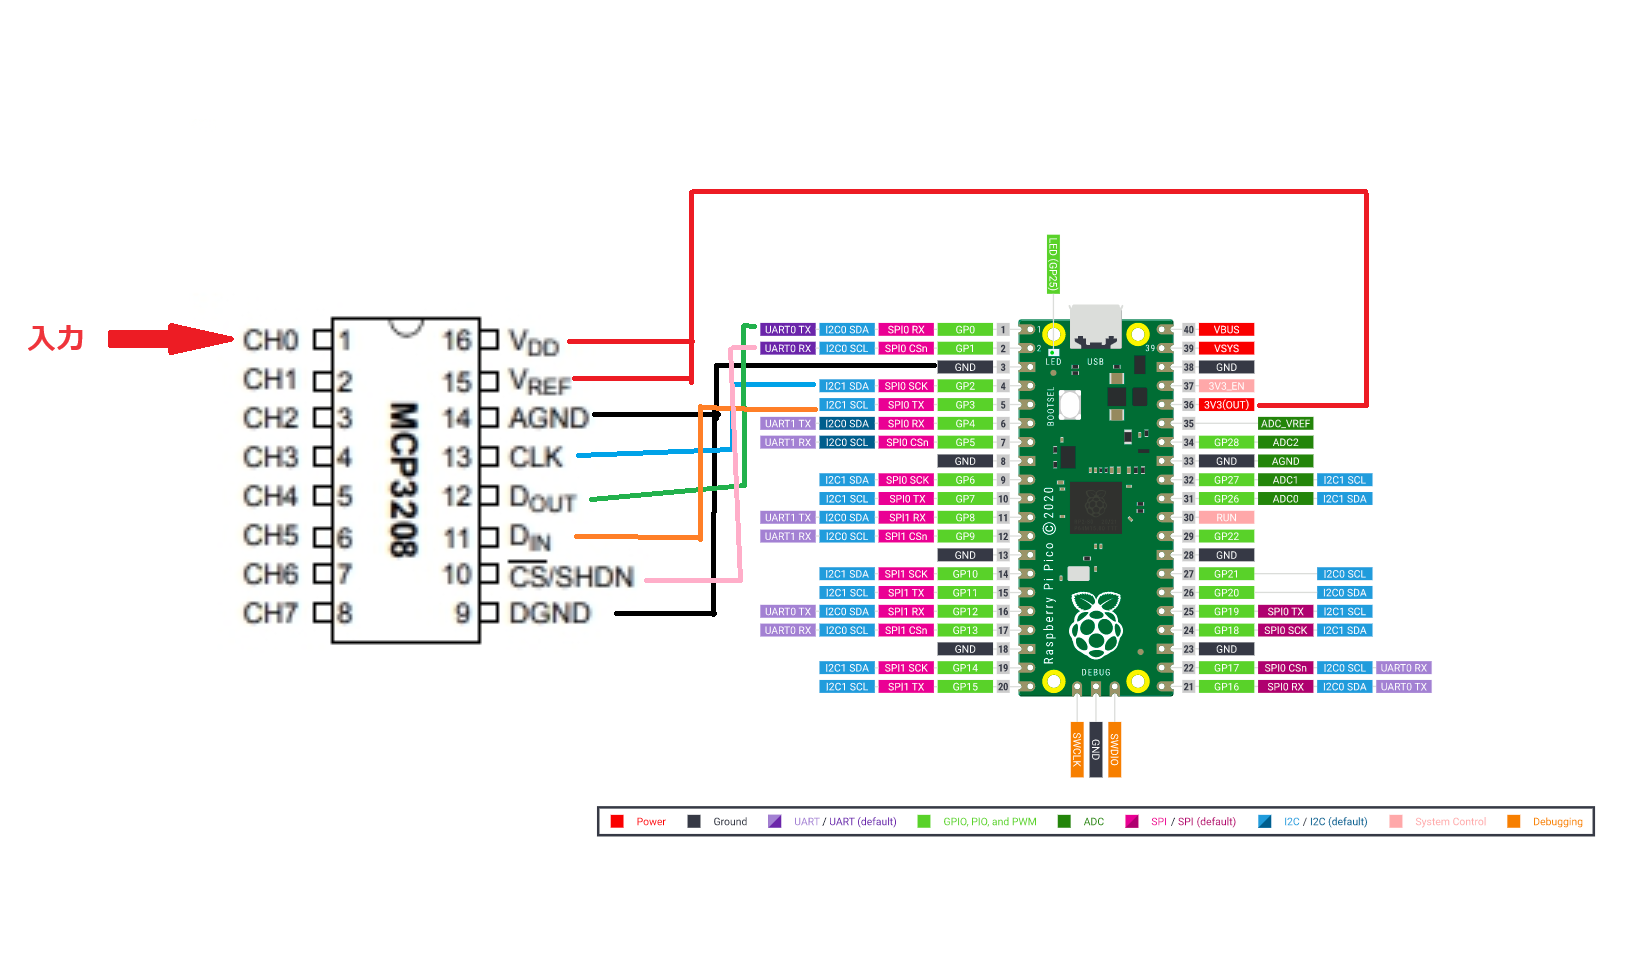 LED (GP25)
入力
CH0 1 16 VDD
CH1 2 15 VREF
CH2 3 14 AGND
CH3 4 13 CLK
CH4 5 12 DOUT
CH5 6 11 DIN
CH6 7 10 CS/SHDN
CH7 8 9 DGND
MCP3208
UART0 TX I2C0 SDA SPI0 RX GP0 1
UART0 RX I2C0 SCL SPI0 CSn GP1 2
GND 3
I2C1 SDA SPI0 SCK GP2 4
I2C1 SCL SPI0 TX GP3 5
UART1 TX I2C0 SDA SPI0 RX GP4 6
UART1 RX I2C0 SCL SPI0 CSn GP5 7
GND 8
I2C1 SDA SPI0 SCK GP6 9
I2C1 SCL SPI0 TX GP7 10
UART1 TX I2C0 SDA SPI1 RX GP8 11
UART1 RX I2C0 SCL SPI1 CSn GP9 12
GND 13
I2C1 SDA SPI1 SCK GP10 14
I2C1 SCL SPI1 TX GP11 15
UART0 TX I2C0 SDA SPI1 RX GP12 16
UART0 RX I2C0 SCL SPI1 CSn GP13 17
GND 18
I2C1 SDA SPI1 SCK GP14 19
I2C1 SCL SPI1 TX GP15 20
1
2
39
LED USB
BOOTSEL
Raspberry Pi Pico © 2020
DEBUG
40 VBUS
39 VSYS
38 GND
37 3V3_EN
36 3V3(OUT)
35 ADC_VREF
34 GP28 ADC2
33 GND AGND
32 GP27 ADC1 I2C1 SCL
31 GP26 ADC0 I2C1 SDA
30 RUN
29 GP22
28 GND
27 GP21 I2C0 SCL
26 GP20 I2C0 SDA
25 GP19 SPI0 TX I2C1 SCL
24 GP18 SPI0 SCK I2C1 SDA
23 GND
22 GP17 SPI0 CSn I2C0 SCL UART0 RX
21 GP16 SPI0 RX I2C0 SDA UART0 TX
SWCLK
GND
SWDIO
Power Ground UART / UART (default) GPIO, PIO, and PWM ADC SPI / SPI (default) I2C / I2C (default) System Control Debugging